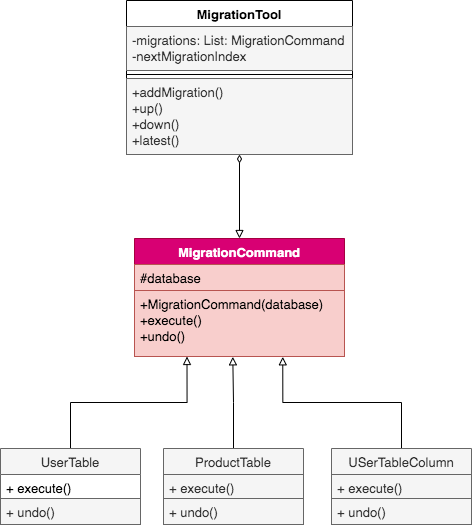 MigrationTool
-migrations: List: MigrationCommand
-nextMigrationIndex
+addMigration()
+up()
+down()
+latest()
MigrationCommand
#database
+MigrationCommand(database)
+execute()
+undo()
UserTable
+ execute()
+ undo()
ProductTable
+ execute()
+ undo()
USerTableColumn
+ execute()
+ undo()